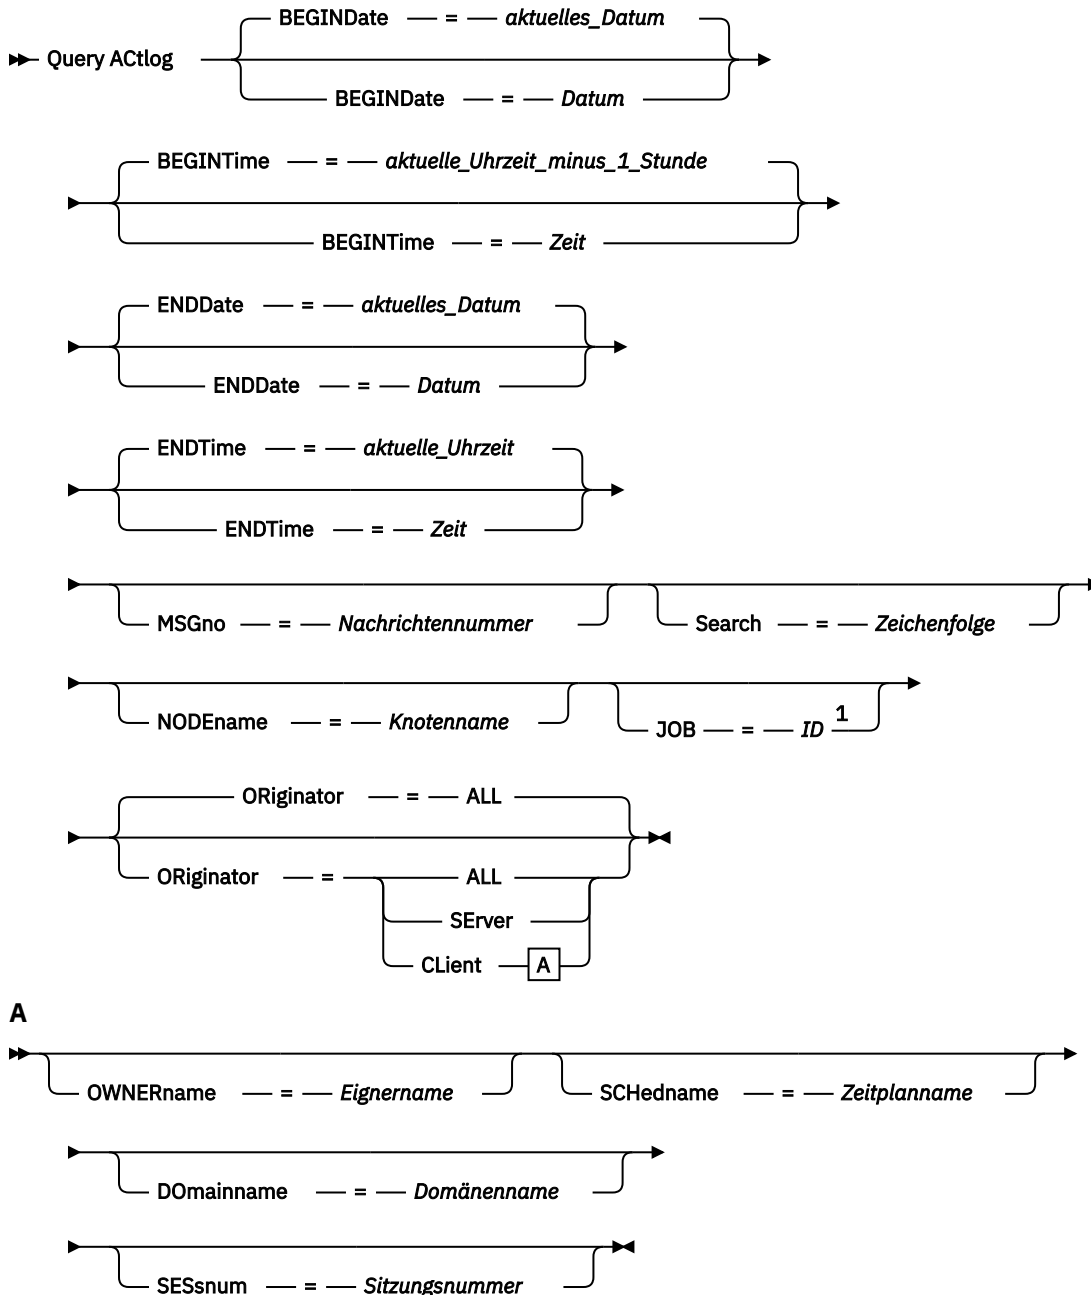 BEGINDate = aktuelles_Datum
Query ACtlog
BEGINDate = Datum
BEGINTime = aktuelle_Uhrzeit_minus_1_Stunde
BEGINTime = Zeit
ENDDate = aktuelles_Datum
ENDDate = Datum
ENDTime = aktuelle_Uhrzeit
ENDTime = Zeit
MSGno = Nachrichtennummer Search = Zeichenfolge
NODEname = Knotenname JOB = ID 1
ORiginator = ALL
ORiginator = ALL
SErver
CLient A
A
OWNERname = Eignername SCHedname = Zeitplanname
DOmainname = Domänenname
SESsnum = Sitzungsnummer